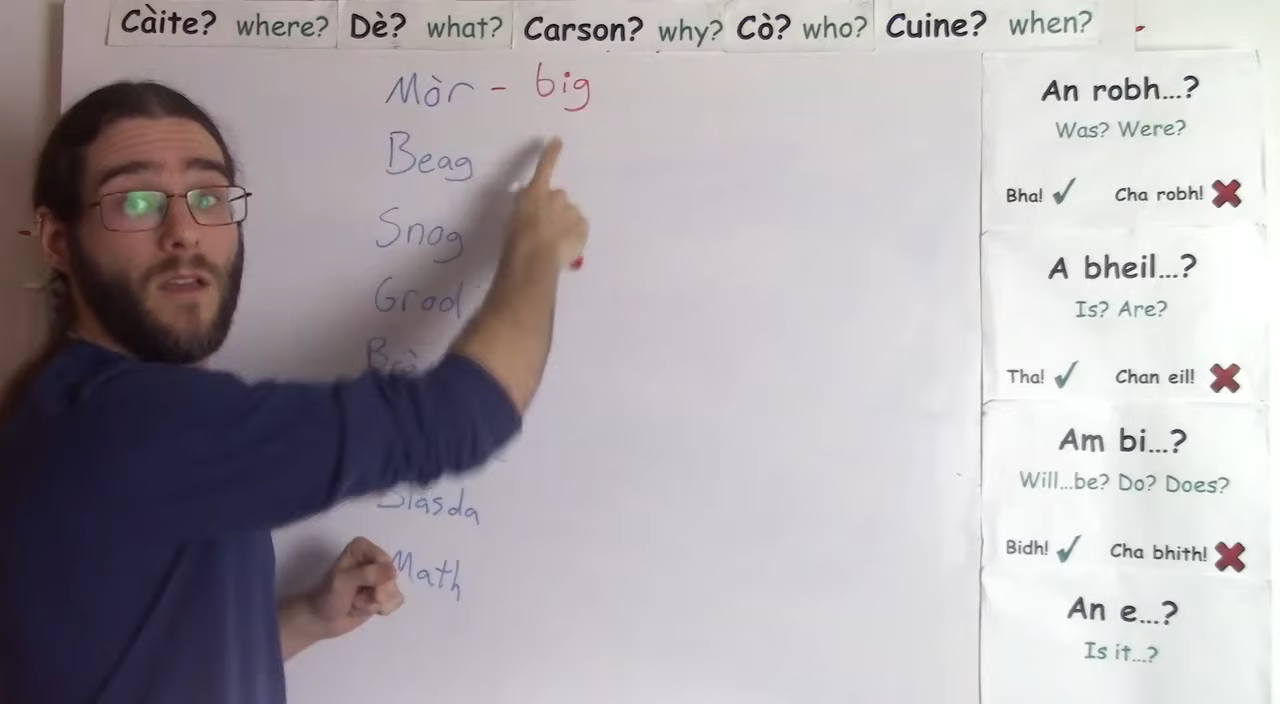 Càite? where? Dè? what? Carson? why? Cò? who? Cuine? when?
Mòr - big
Beag
Snog
Grod
Blasda
Math
An robh...?
Was? Were?
Bha! ✓ Cha robh! ✗
A bheil...?
Is? Are?
Tha! ✓ Chan eil! ✗
Am bi...?
Will...be? Do? Does?
Bidh! ✓ Cha bhith! ✗
An e...?
Is it...?